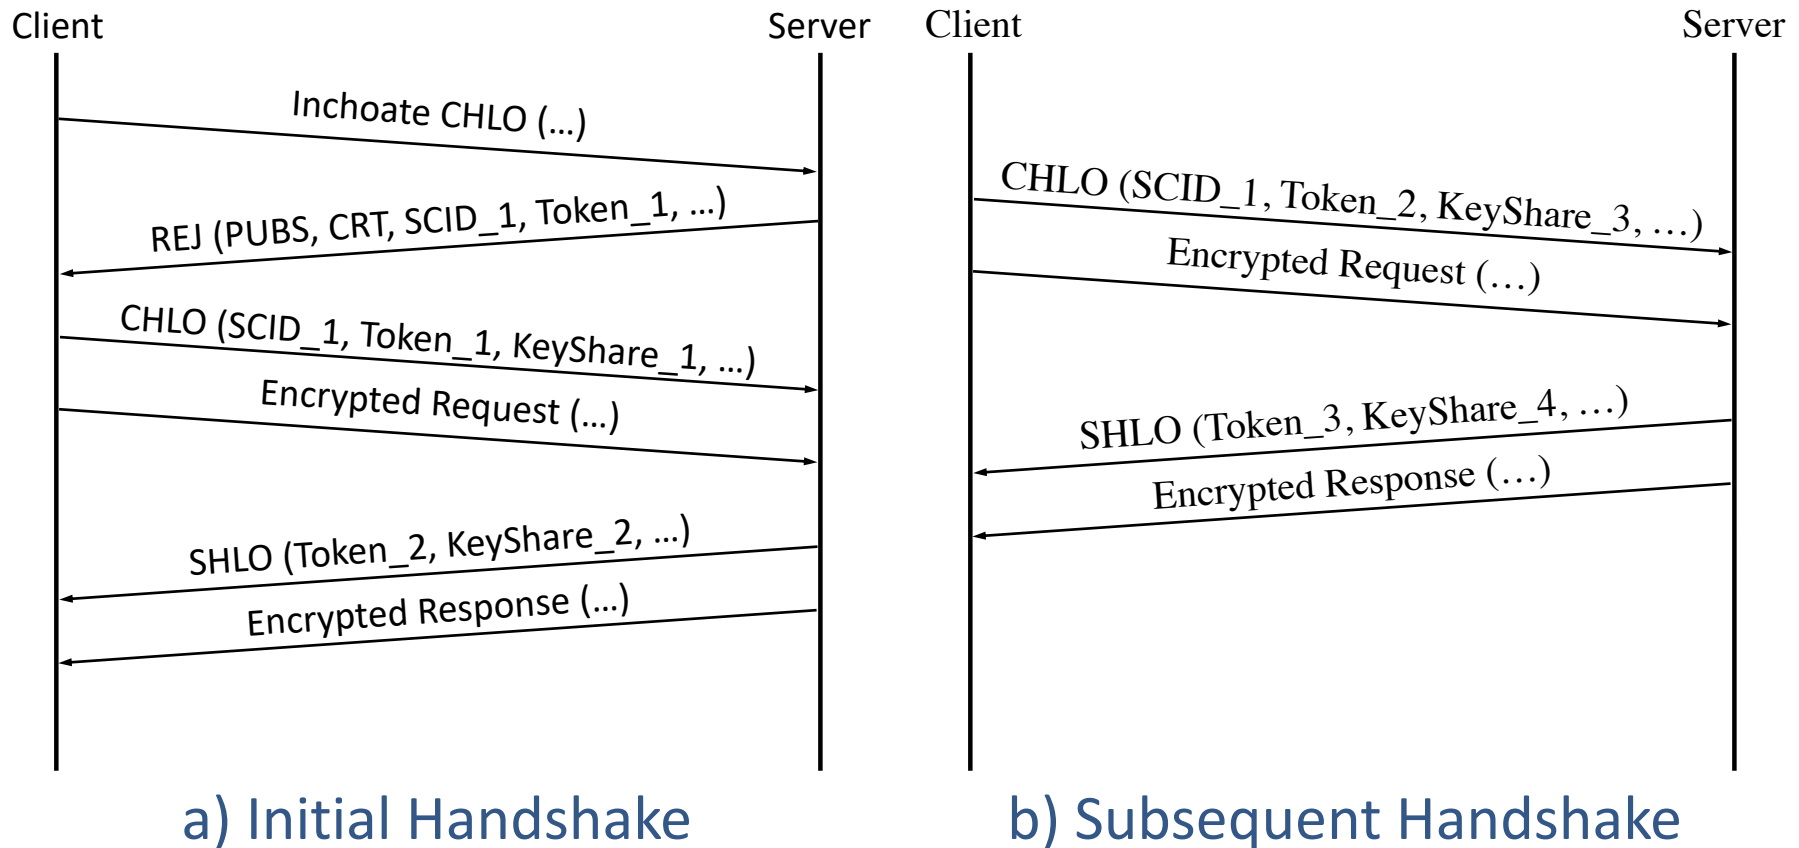 Client
Server
Inchoate CHLO (...)
REJ (PUBS, CRT, SCID_1, Token_1, ...)
CHLO (SCID_1, Token_1, KeyShare_1, ...)
Encrypted Request (...)
SHLO (Token_2, KeyShare_2, ...)
Encrypted Response (...)
a) Initial Handshake
Client
Server
CHLO (SCID_1, Token_2, KeyShare_3, ...)
Encrypted Request (...)
SHLO (Token_3, KeyShare_4, ...)
Encrypted Response (...)
b) Subsequent Handshake